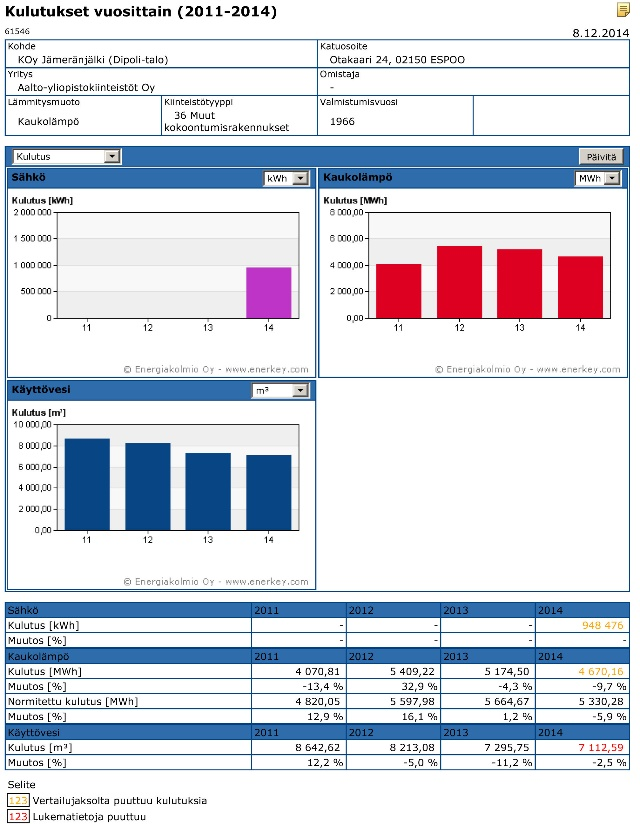 Kulutukset vuosittain (2011-2014)
61546
8.12.2014
Kohde
KOy Jämeränjälki (Dipoli-talo)
Katuosoite
Otakaari 24, 02150 ESPOO
Yritys
Aalto-yliopistokiinteistöt Oy
Omistaja
-
Lämmitysmuoto
Kaukolämpö
Kiinteistötyyppi
36 Muut
kokoontumisrakennukset
Valmistumisvuosi
1966
Kulutus
Päivitä
Sähkö kWh
Kulutus [kWh]
2 000 000
1 500 000
1 000 000
500 000
0
11 12 13 14
© Energiakolmio Oy - www.enerkey.com
Kaukolämpö MWh
Kulutus [MWh]
6 000,00
4 000,00
2 000,00
0,00
11 12 13 14
© Energiakolmio Oy - www.enerkey.com
Käyttövesi m³
Kulutus [m³]
10 000,00
8 000,00
6 000,00
4 000,00
2 000,00
0,00
11 12 13 14
© Energiakolmio Oy - www.enerkey.com
Sähkö 2011 2012 2013 2014
Kulutus [kWh] - - - 948 476
Muutos [%] - - - -
Kaukolämpö 2011 2012 2013 2014
Kulutus [MWh] 4 070,81 5 409,22 5 174,50 4 670,16
Muutos [%] -13,4 % 32,9 % -4,3 % -9,7 %
Normitettu kulutus [MWh] 4 820,05 5 597,98 5 664,67 5 330,28
Muutos [%] 12,9 % 16,1 % 1,2 % -5,9 %
Käyttövesi 2011 2012 2013 2014
Kulutus [m³] 8 642,62 8 213,08 7 295,75 7 112,59
Muutos [%] 12,2 % -5,0 % -11,2 % -2,5 %
Selite
123 Vertailujaksolta puuttuu kulutuksia
123 Lukematietoja puuttuu